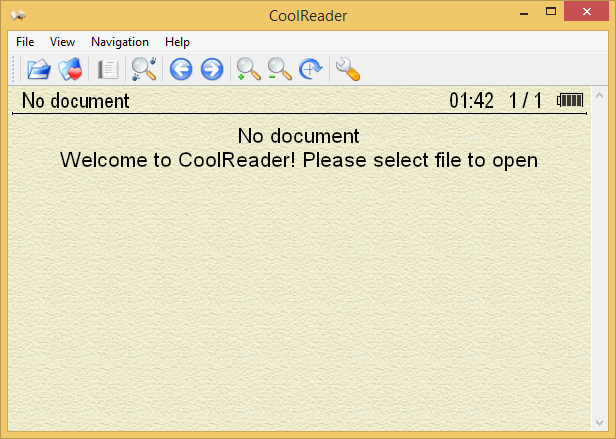 CoolReader
File View Navigation Help
No document 01:42 1 / 1
No document
Welcome to CoolReader! Please select file to open